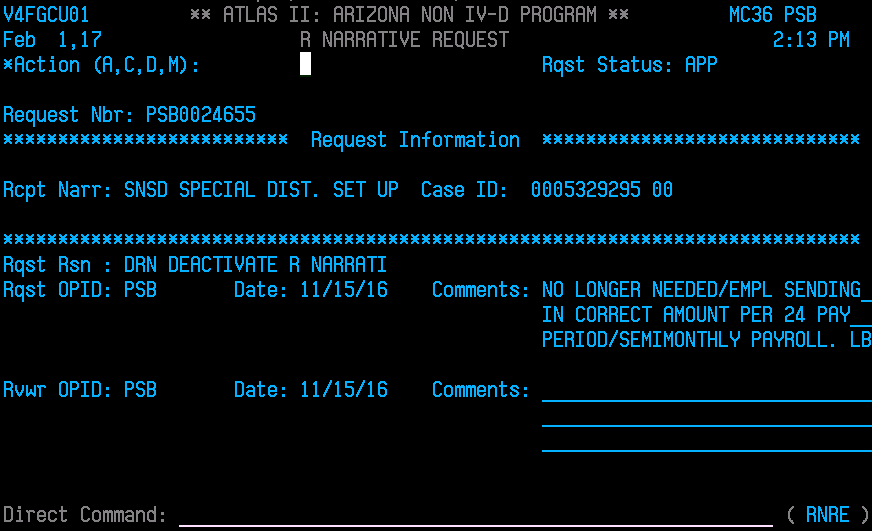 V4FGCU01 ** ATLAS II: ARIZONA NON IV-D PROGRAM ** MC36 PSB
Feb 1,17 R NARRATIVE REQUEST 2:13 PM
*Action (A,C,D,M): Rqst Status: APP
Request Nbr: PSB0024655
************************** Request Information *****************************
Rcpt Narr: SNSD SPECIAL DIST. SET UP Case ID: 0005329295 00
******************************************************************************
Rqst Rsn : DRN DEACTIVATE R NARRATI
Rqst OPID: PSB Date: 11/15/16 Comments: NO LONGER NEEDED/EMPL SENDING_
IN CORRECT AMOUNT PER 24 PAY__
PERIOD/SEMIMONTHLY PAYROLL. LB
Rvwr OPID: PSB Date: 11/15/16 Comments:
Direct Command: ( RNRE )